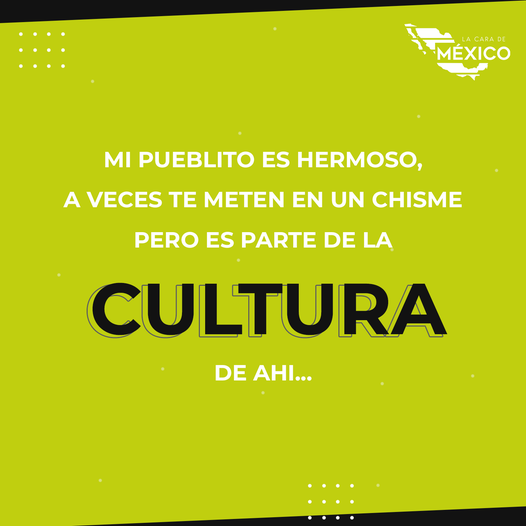 LA CARA DE
MÉXICO
MI PUEBLITO ES HERMOSO,
A VECES TE METEN EN UN CHISME
PERO ES PARTE DE LA
CULTURA
DE AHI...